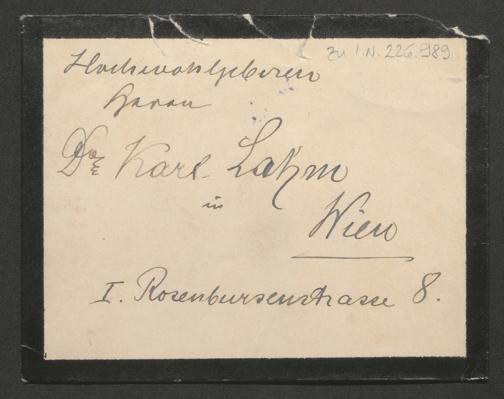 Zu I.N. 226.989
Hochwohlgeboren
Herrn
Dr Karl Lahm
in
Wien
I. Rosenbursenstrasse 8.